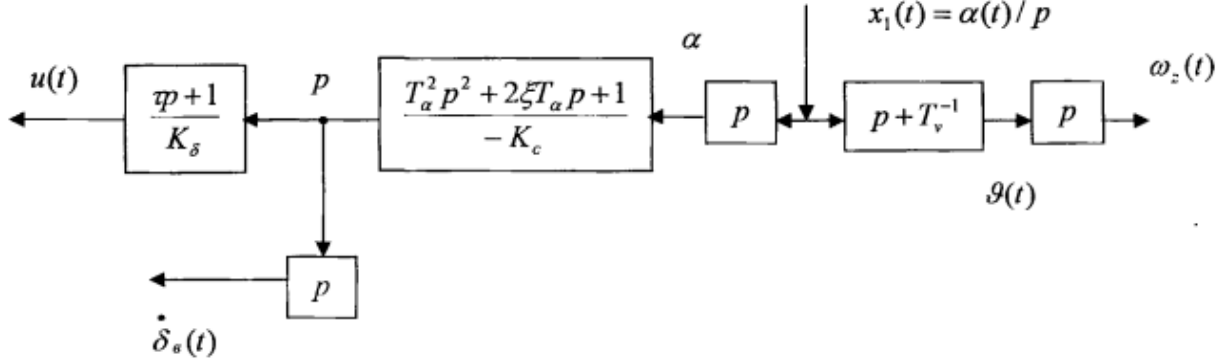 x₁(t) = α(t) / p
u(t) p α ω_z(t)
τp + 1 / K_δ
T_α² p² + 2ξT_α p + 1 / − K_c
p
p + T_v⁻¹
p
ϑ(t)
p
δ̇_в(t)